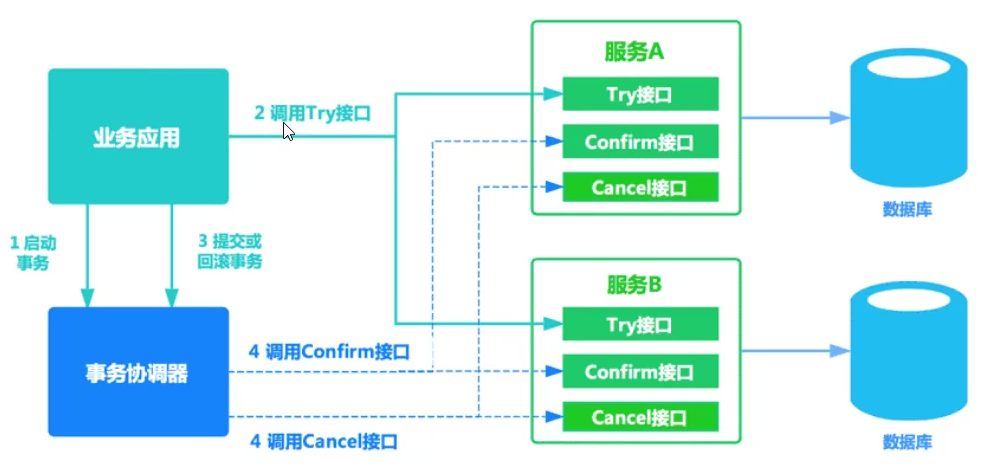 业务应用
1 启动
事务
3 提交或
回滚事务
事务协调器
2 调用Try接口
4 调用Confirm接口
4 调用Cancel接口
服务A
Try接口
Confirm接口
Cancel接口
数据库
服务B
Try接口
Confirm接口
Cancel接口
数据库